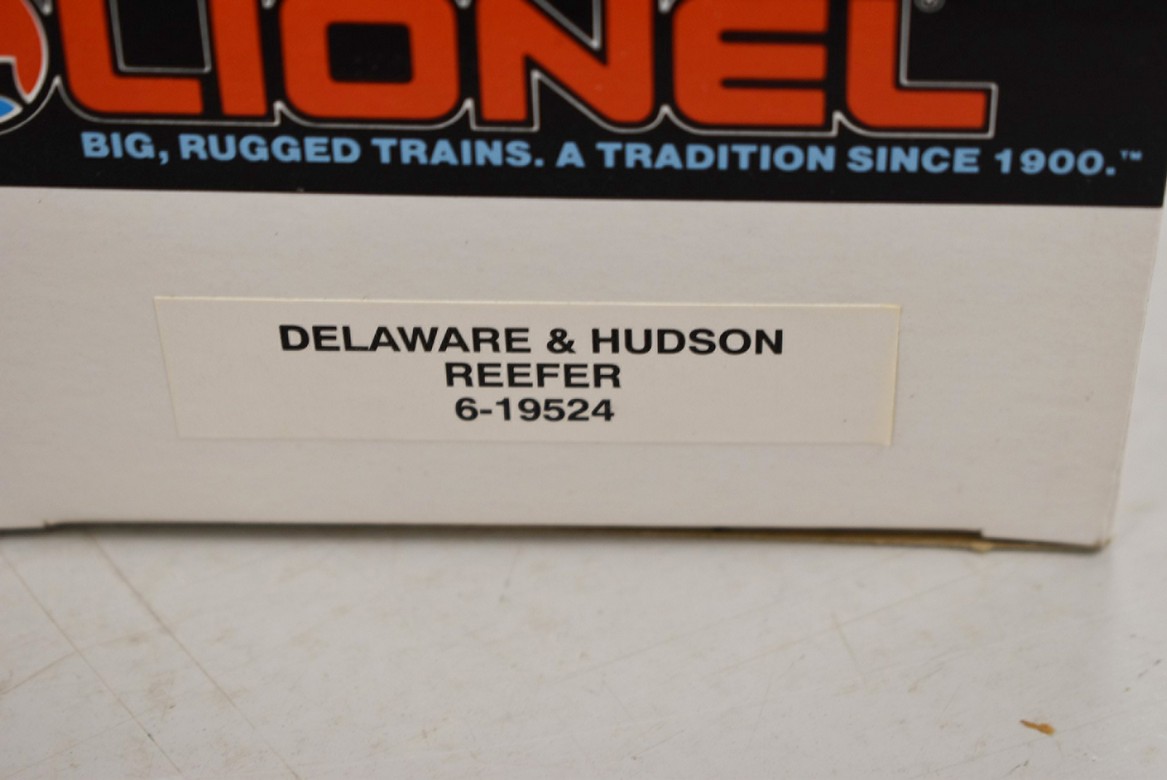 LIONEL®
BIG, RUGGED TRAINS. A TRADITION SINCE 1900.™
DELAWARE & HUDSON
REEFER
6-19524